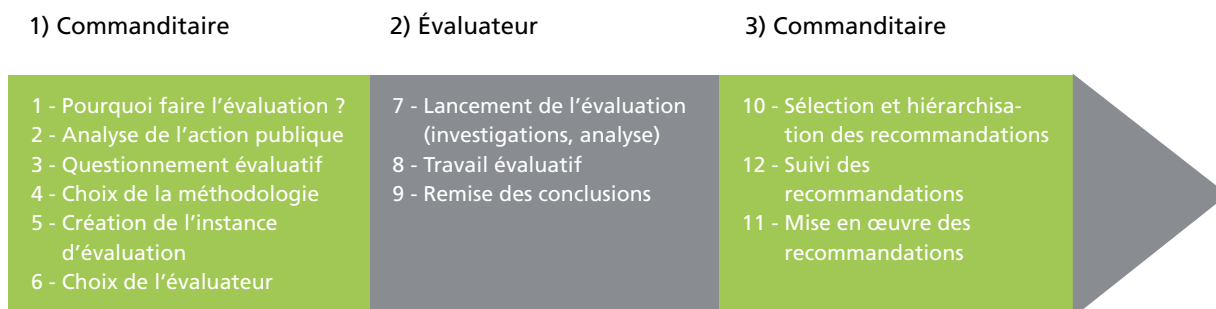 1) Commanditaire
1 - Pourquoi faire l’évaluation ?
2 - Analyse de l’action publique
3 - Questionnement évaluatif
4 - Choix de la méthodologie
5 - Création de l’instance
d’évaluation
6 - Choix de l’évaluateur
2) Évaluateur
7 - Lancement de l’évaluation
(investigations, analyse)
8 - Travail évaluatif
9 - Remise des conclusions
3) Commanditaire
10 - Sélection et hiérarchisa-
tion des recommandations
12 - Suivi des
recommandations
11 - Mise en œuvre des
recommandations